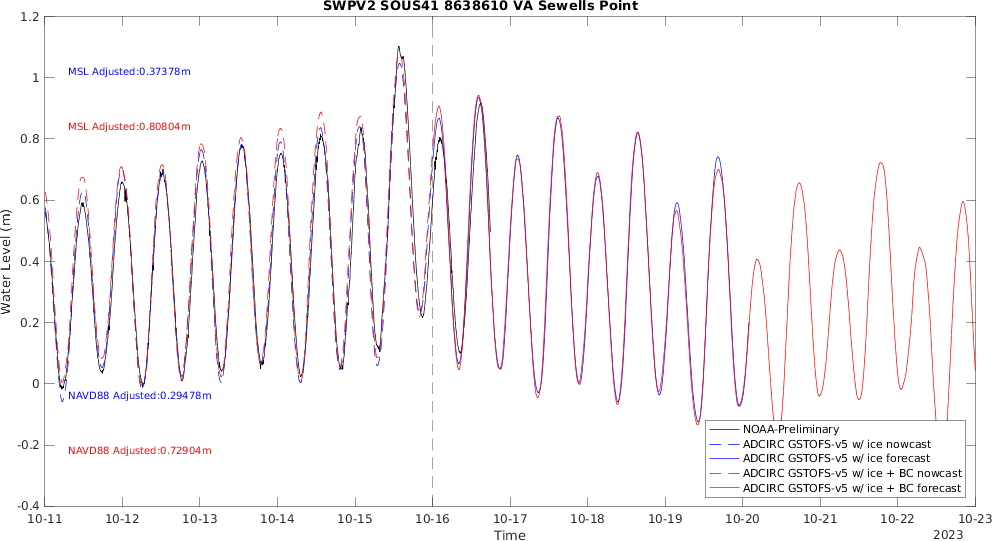 SWPV2 SOUS41 8638610 VA Sewells Point
1.2
1
0.8
0.6
0.4
0.2
0
-0.2
-0.4
Water Level (m)
MSL Adjusted:0.37378m
MSL Adjusted:0.80804m
NAVD88 Adjusted:0.29478m
NAVD88 Adjusted:0.72904m
NOAA-Preliminary
ADCIRC GSTOFS-v5 w/ ice nowcast
ADCIRC GSTOFS-v5 w/ ice forecast
ADCIRC GSTOFS-v5 w/ ice + BC nowcast
ADCIRC GSTOFS-v5 w/ ice + BC forecast
10-11 10-12 10-13 10-14 10-15 10-16 10-17 10-18 10-19 10-20 10-21 10-22 10-23
Time
2023